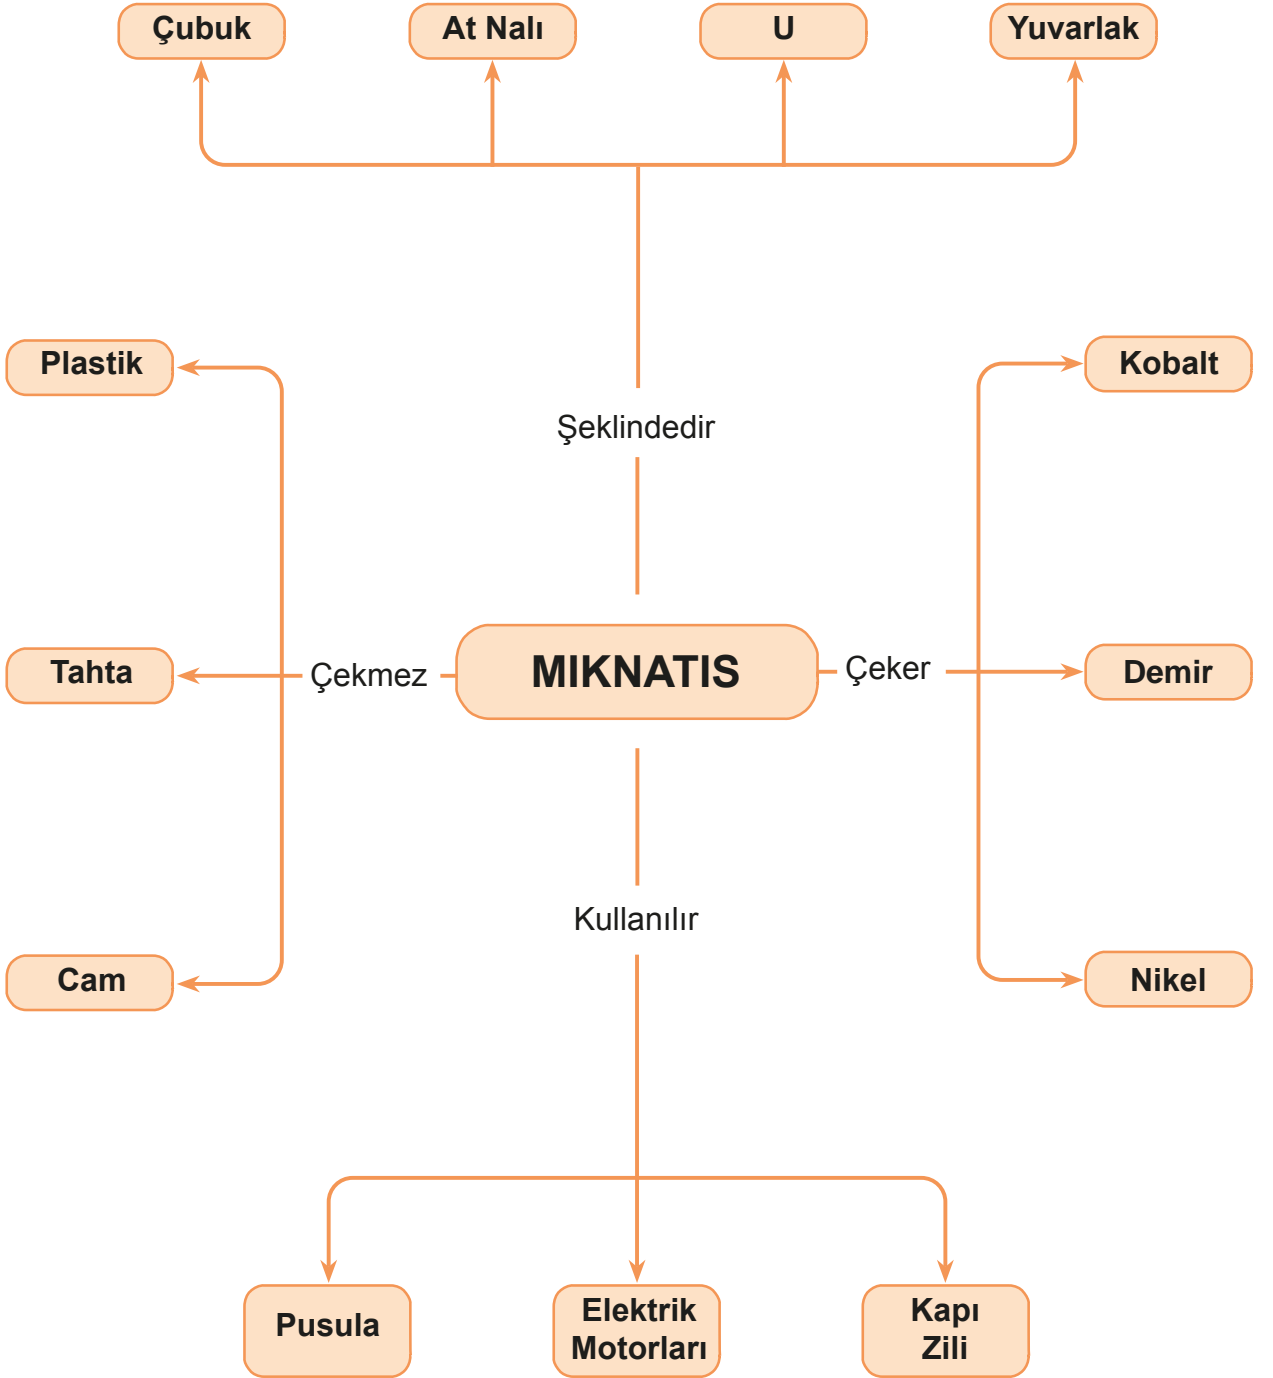 Çubuk
At Nalı
U
Yuvarlak
Plastik
Kobalt
Şeklindedir
Tahta
Çekmez
MIKNATIS
Çeker
Demir
Kullanılır
Cam
Nikel
Pusula
Elektrik
Motorları
Kapı
Zili